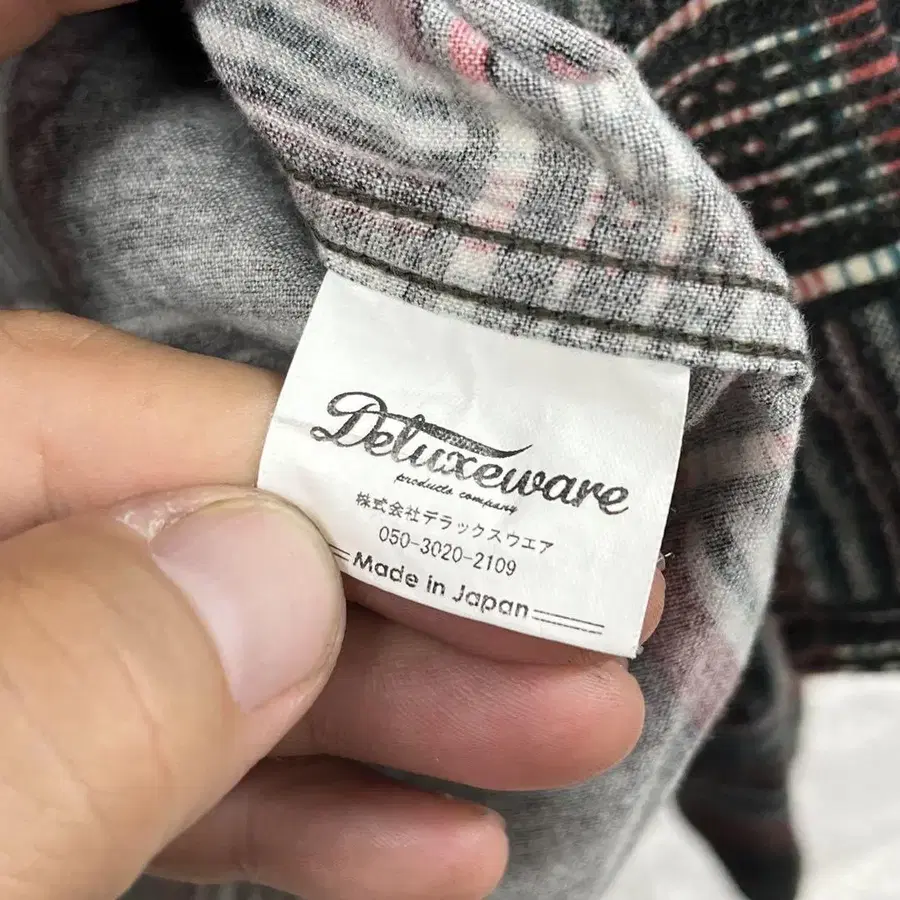 Deluxeware
products company
株式会社デラックスウエア
050-3020-2109
Made in Japan